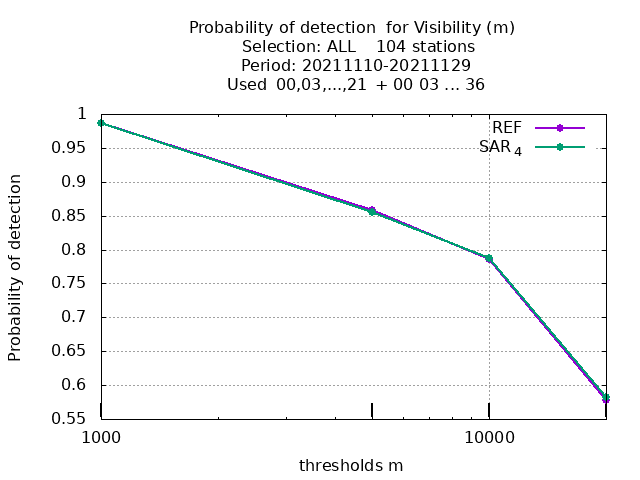 Probability of detection  for Visibility (m)
Selection: ALL    104 stations
Period: 20211110-20211129
Used  00,03,...,21  + 00 03 ... 36
REF
SAR 4
1
0.95
0.9
0.85
0.8
0.75
0.7
0.65
0.6
0.55
Probability of detection
1000
10000
thresholds m